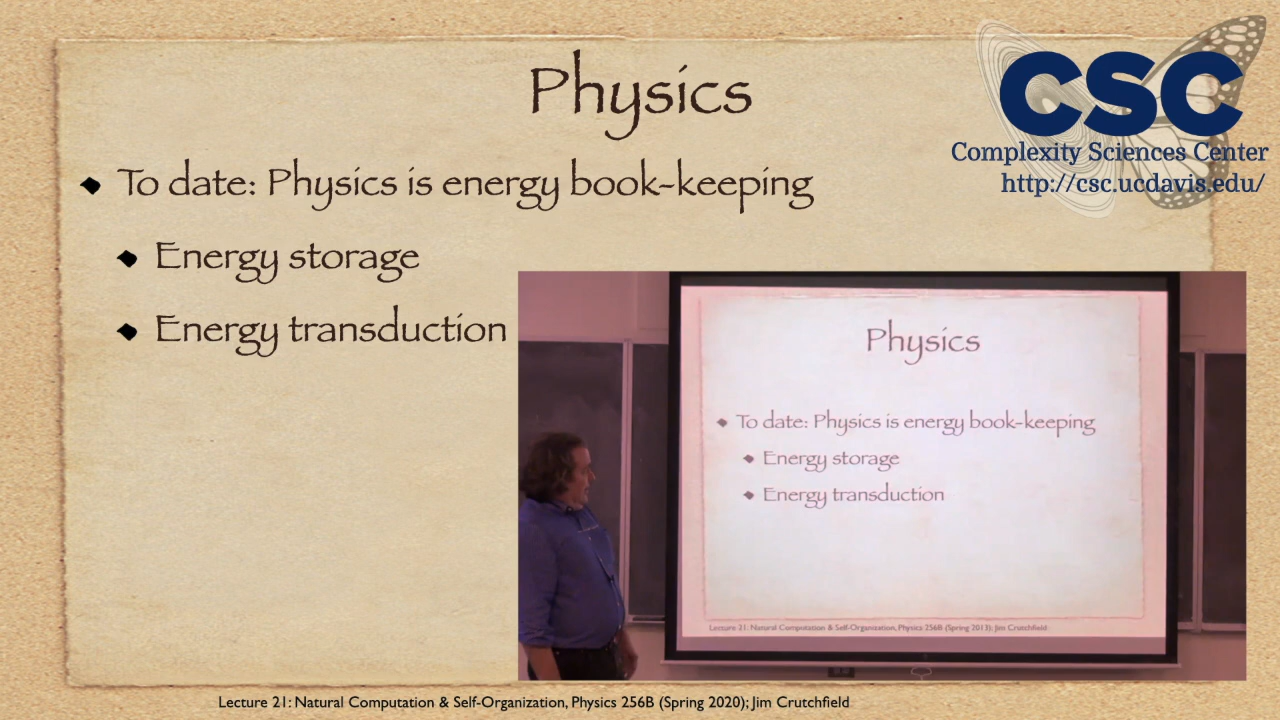 Physics
CSC
Complexity Sciences Center
http://csc.ucdavis.edu/
To date: Physics is energy book-keeping
Energy storage
Energy transduction
Physics
To date: Physics is energy book-keeping
Energy storage
Energy transduction
Lecture 21: Natural Computation & Self-Organization, Physics 256B (Spring 2013); Jim Crutchfield
Lecture 21: Natural Computation & Self-Organization, Physics 256B (Spring 2020); Jim Crutchfield